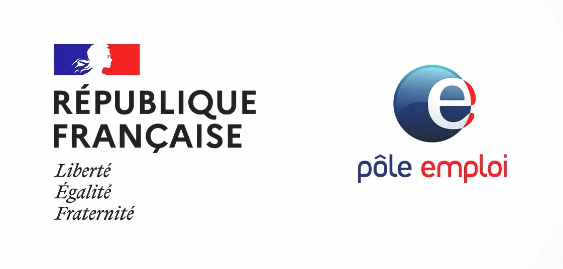 RÉPUBLIQUE
FRANÇAISE
Liberté
Égalité
Fraternité
e
pôle emploi